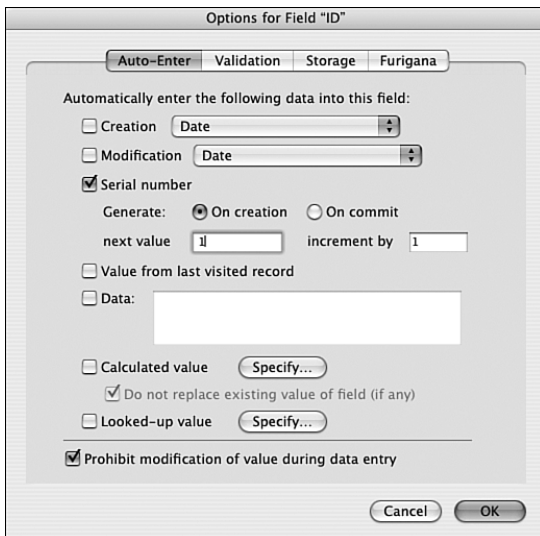 Options for Field “ID”
Auto-Enter Validation Storage Furigana
Automatically enter the following data into this field:
Creation Date
Modification Date
Serial number
Generate: On creation On commit
next value 1 increment by 1
Value from last visited record
Data:
Calculated value Specify...
Do not replace existing value of field (if any)
Looked-up value Specify...
Prohibit modification of value during data entry
Cancel OK